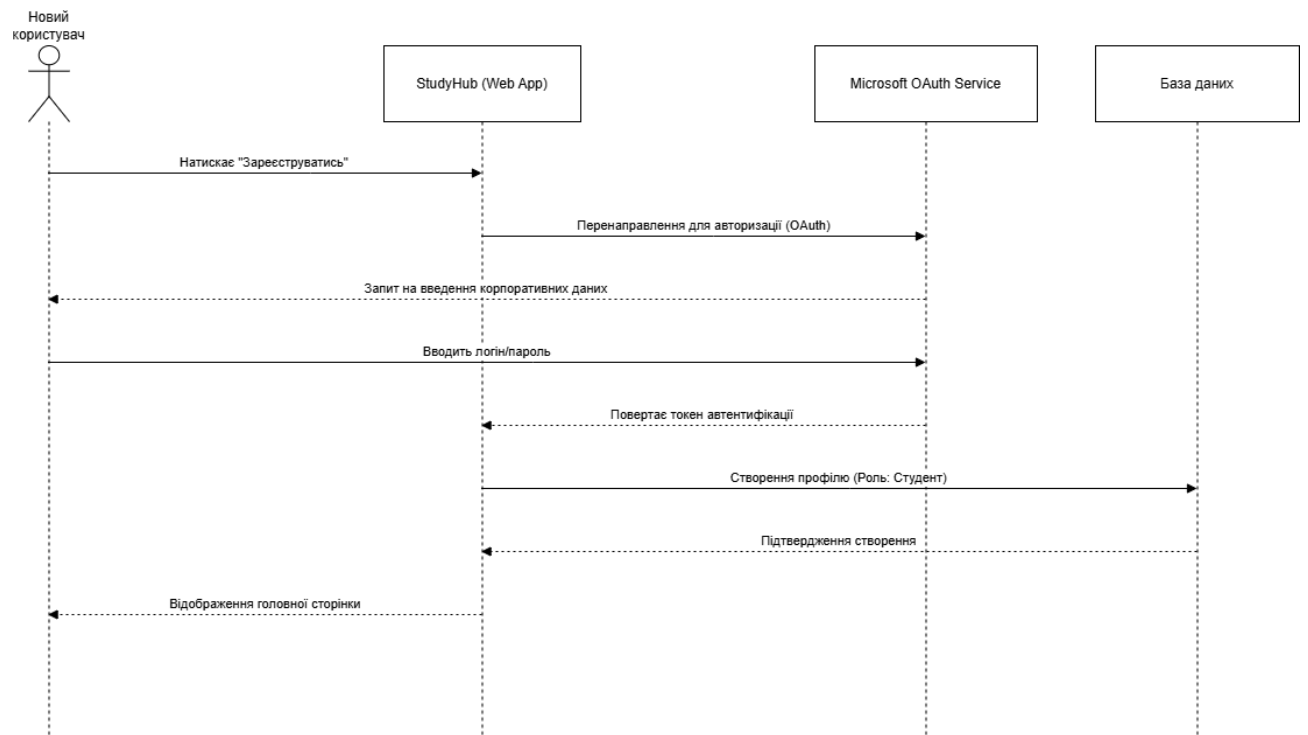 Новий
користувач
StudyHub (Web App)
Microsoft OAuth Service
База даних
Натискає "Зареєструватись"
Перенаправлення для авторизації (OAuth)
Запит на введення корпоративних даних
Вводить логін/пароль
Повертає токен автентифікації
Створення профілю (Роль: Студент)
Підтвердження створення
Відображення головної сторінки